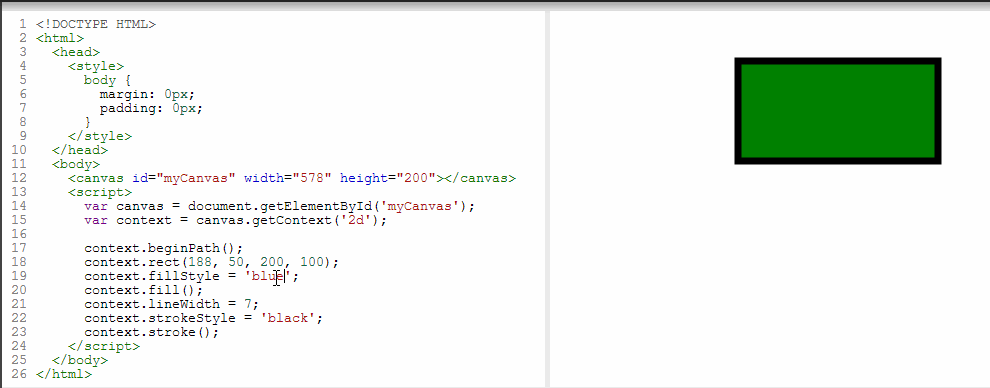 1 <!DOCTYPE HTML>
2 <html>
3 <head>
4 <style>
5 body {
6 margin: 0px;
7 padding: 0px;
8 }
9 </style>
10 </head>
11 <body>
12 <canvas id="myCanvas" width="578" height="200"></canvas>
13 <script>
14 var canvas = document.getElementById('myCanvas');
15 var context = canvas.getContext('2d');
16
17 context.beginPath();
18 context.rect(188, 50, 200, 100);
19 context.fillStyle = 'blue';
20 context.fill();
21 context.lineWidth = 7;
22 context.strokeStyle = 'black';
23 context.stroke();
24 </script>
25 </body>
26 </html>